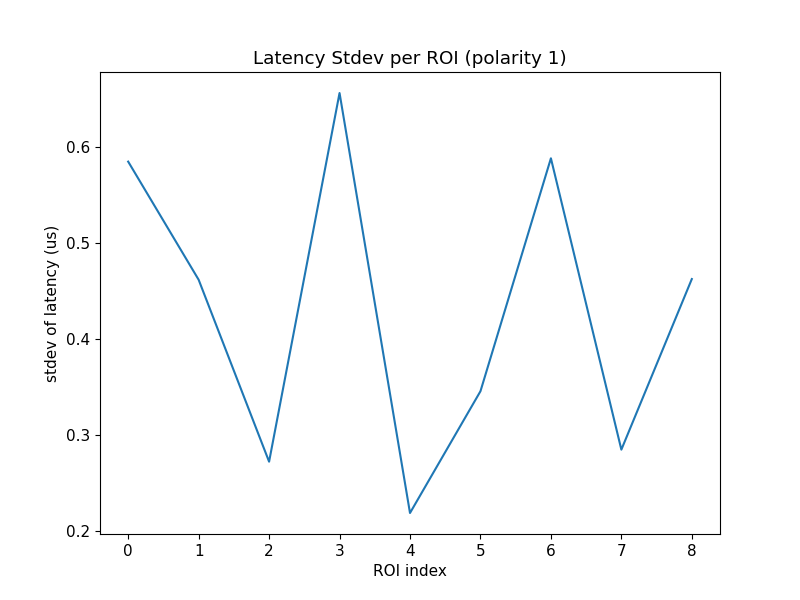 Latency Stdev per ROI (polarity 1)
stdev of latency (us)
0.6
0.5
0.4
0.3
0.2
0 1 2 3 4 5 6 7 8
ROI index